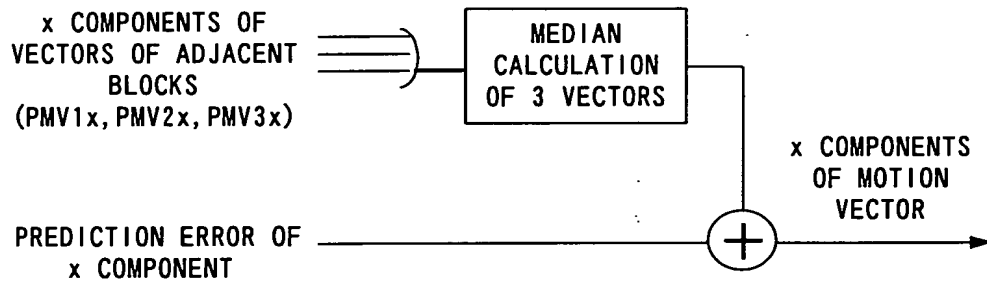 x COMPONENTS OF
VECTORS OF ADJACENT
BLOCKS
(PMV1x, PMV2x, PMV3x)
MEDIAN
CALCULATION
OF 3 VECTORS
x COMPONENTS
OF MOTION
VECTOR
PREDICTION ERROR OF
x COMPONENT
+